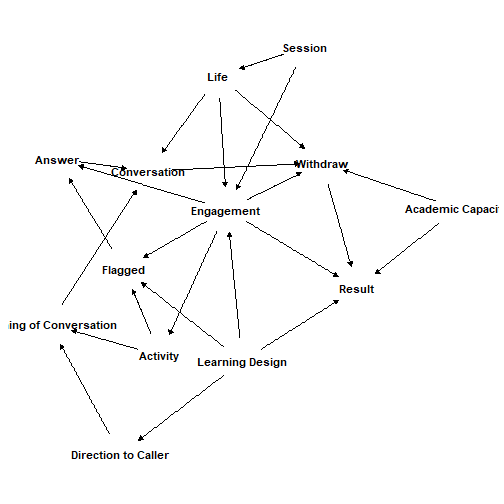 Session
Life
Answer
Conversation
Withdraw
Engagement
Academic Capaci
Flagged
Result
ing of Conversation
Activity
Learning Design
Direction to Caller